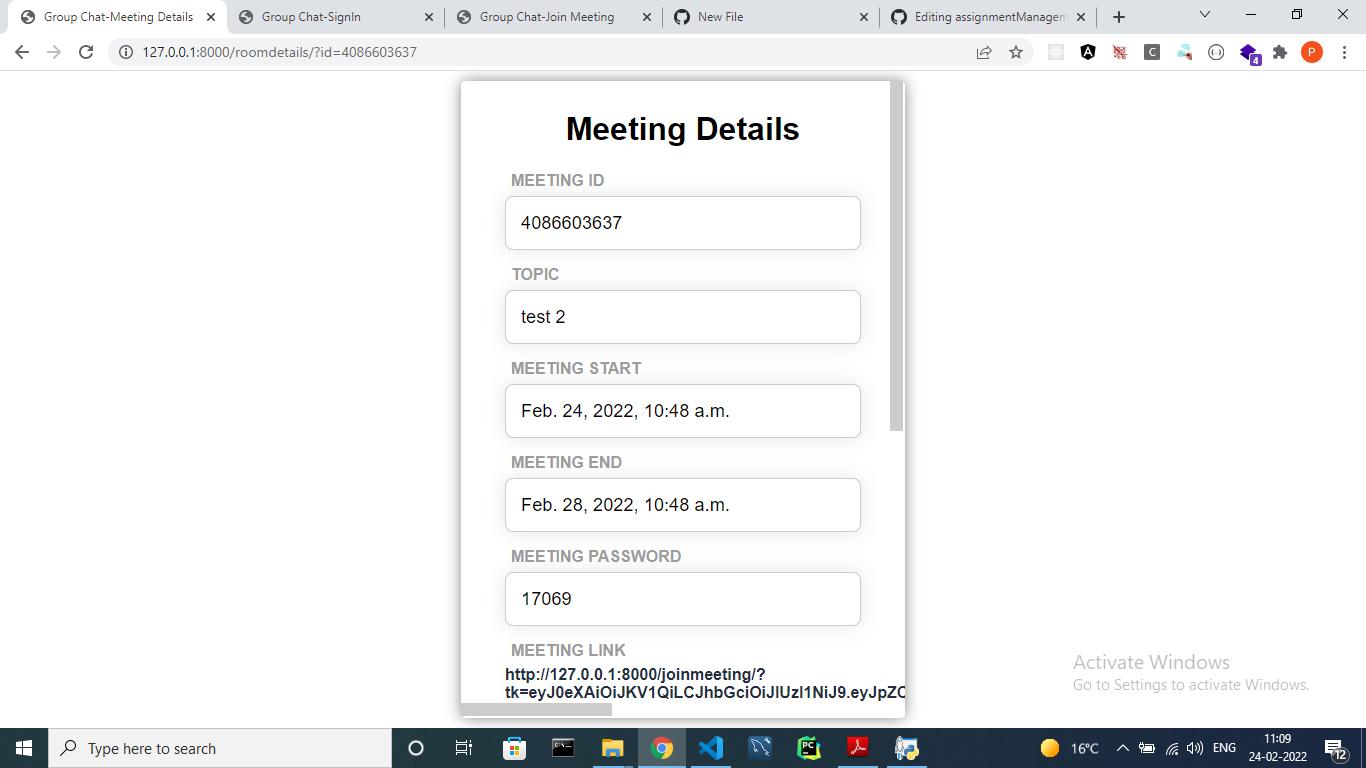 Group Chat-Meeting Details
Group Chat-SignIn
Group Chat-Join Meeting
New File
Editing assignmentManagem
127.0.0.1:8000/roomdetails/?id=4086603637
A
C
4
P
Meeting Details
MEETING ID
4086603637
TOPIC
test 2
MEETING START
Feb. 24, 2022, 10:48 a.m.
MEETING END
Feb. 28, 2022, 10:48 a.m.
MEETING PASSWORD
17069
MEETING LINK
http://127.0.0.1:8000/joinmeeting/?
tk=eyJ0eXAiOiJKV1QiLCJhbGciOiJIUzI1NiJ9.eyJpZC
Activate Windows
Go to Settings to activate Windows.
Type here to search
PC
16°C
ENG
11:09
24-02-2022
12